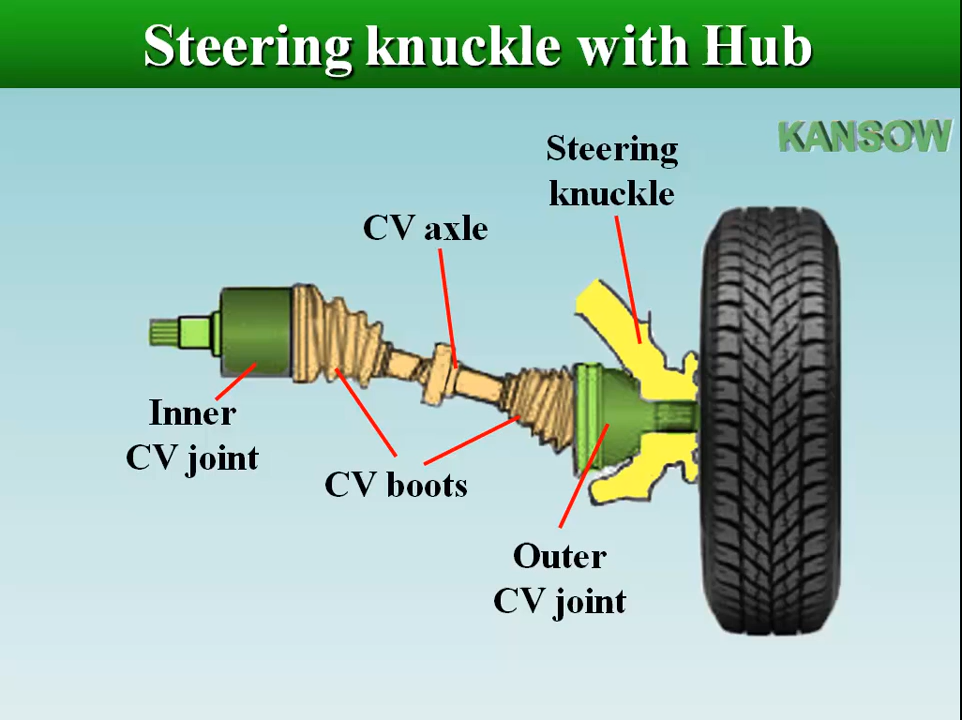 Steering knuckle with Hub
KANSOW
Steering
knuckle
CV axle
Inner
CV joint
CV boots
Outer
CV joint